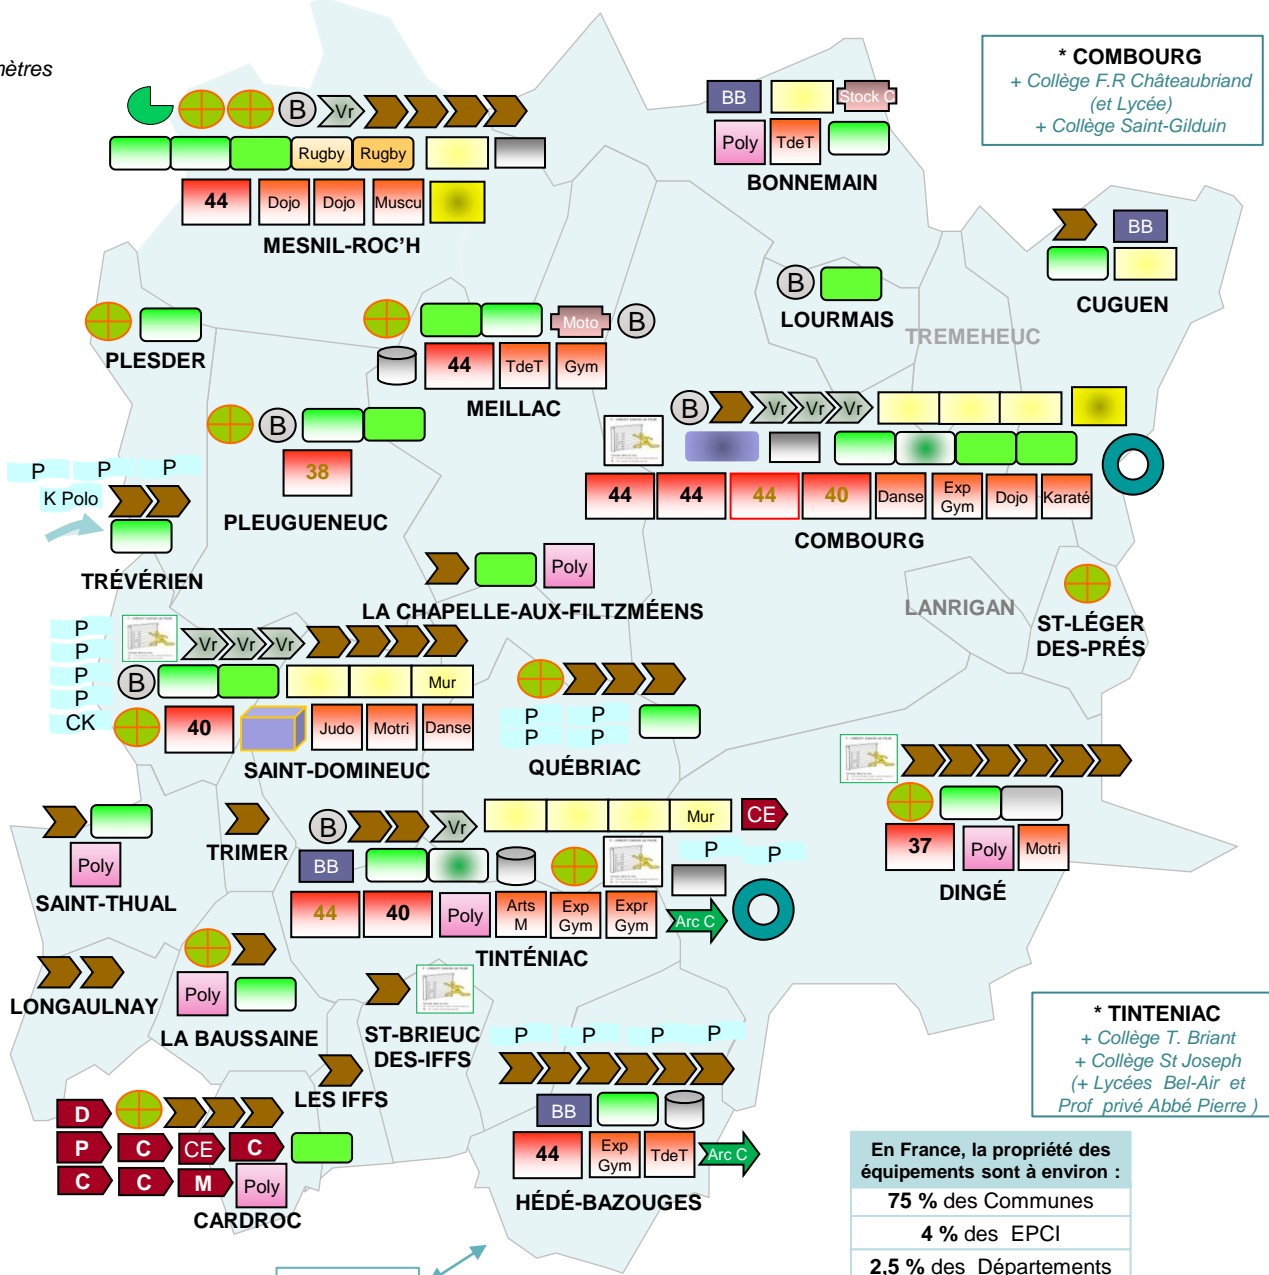 mètres
* COMBOURG
+ Collège F.R Châteaubriand
(et Lycée)
+ Collège Saint-Gilduin
B Vr
Rugby Rugby
44 Dojo Dojo Muscu
MESNIL-ROC'H
BB Stock C
Poly TdeT
BONNEMAIN
BB
CUGUEN
B
LOURMAIS
TREMEHEUC
PLESDER
Moto B
44 TdeT Gym
MEILLAC
B
38
PLEUGUENEUC
B Vr Vr Vr
44 44 44 40 Danse Exp Gym Dojo Karaté
COMBOURG
P P P
K Polo
TRÉVÉRIEN
Poly
LA CHAPELLE-AUX-FILTZMÉENS
LANRIGAN
ST-LÉGER
DES-PRÉS
P
P
P
P
CK
Vr Vr Vr
B Mur
40 Judo Motri Danse
SAINT-DOMINEUC
P P
P P
QUÉBRIAC
37 Poly Motri
DINGÉ
Poly
SAINT-THUAL
TRIMER
B Vr Mur CE
BB P P
44 40 Poly Arts M Exp Gym Expr Gym Arc C
TINTÉNIAC
LONGAULNAY
Poly
LA BAUSSAINE
ST-BRIEUC
DES-IFFS
LES IFFS
* TINTENIAC
+ Collège T. Briant
+ Collège St Joseph
(+ Lycées Bel-Air et
Prof privé Abbé Pierre )
P P P P
BB
44 Exp Gym TdeT Arc C
HÉDÉ-BAZOUGES
D
P C CE C
C C M Poly
CARDROC
En France, la propriété des
équipements sont à environ :
75 % des Communes
4 % des EPCI
2,5 % des Départements